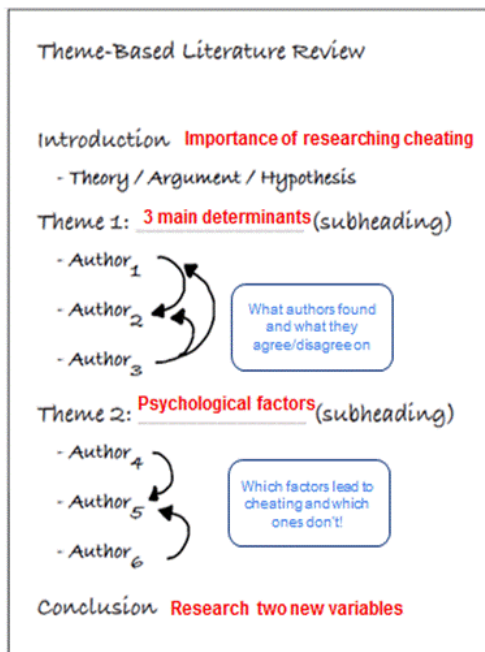 Theme-Based Literature Review
Introduction Importance of researching cheating
- Theory / Argument / Hypothesis
Theme 1: 3 main determinants (subheading)
- Author1
- Author2
- Author3
What authors found
and what they
agree/disagree on
Theme 2: Psychological factors (subheading)
- Author4
- Author5
- Author6
Which factors lead to
cheating and which
ones don't!
Conclusion Research two new variables